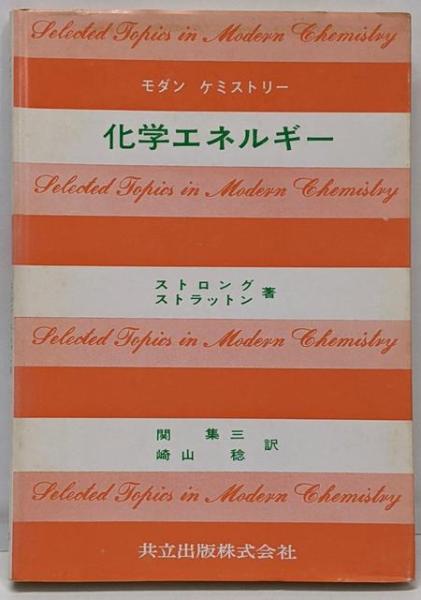 Selected Topics in Modern Chemistry
モダン ケミストリー
化学エネルギー
Selected Topics in Modern Chemistry
ストロング
ストラットン 著
Selected Topics in Modern Chemistry
関 集三
崎山 稔 訳
Selected Topics in Modern Chemistry
共立出版株式会社